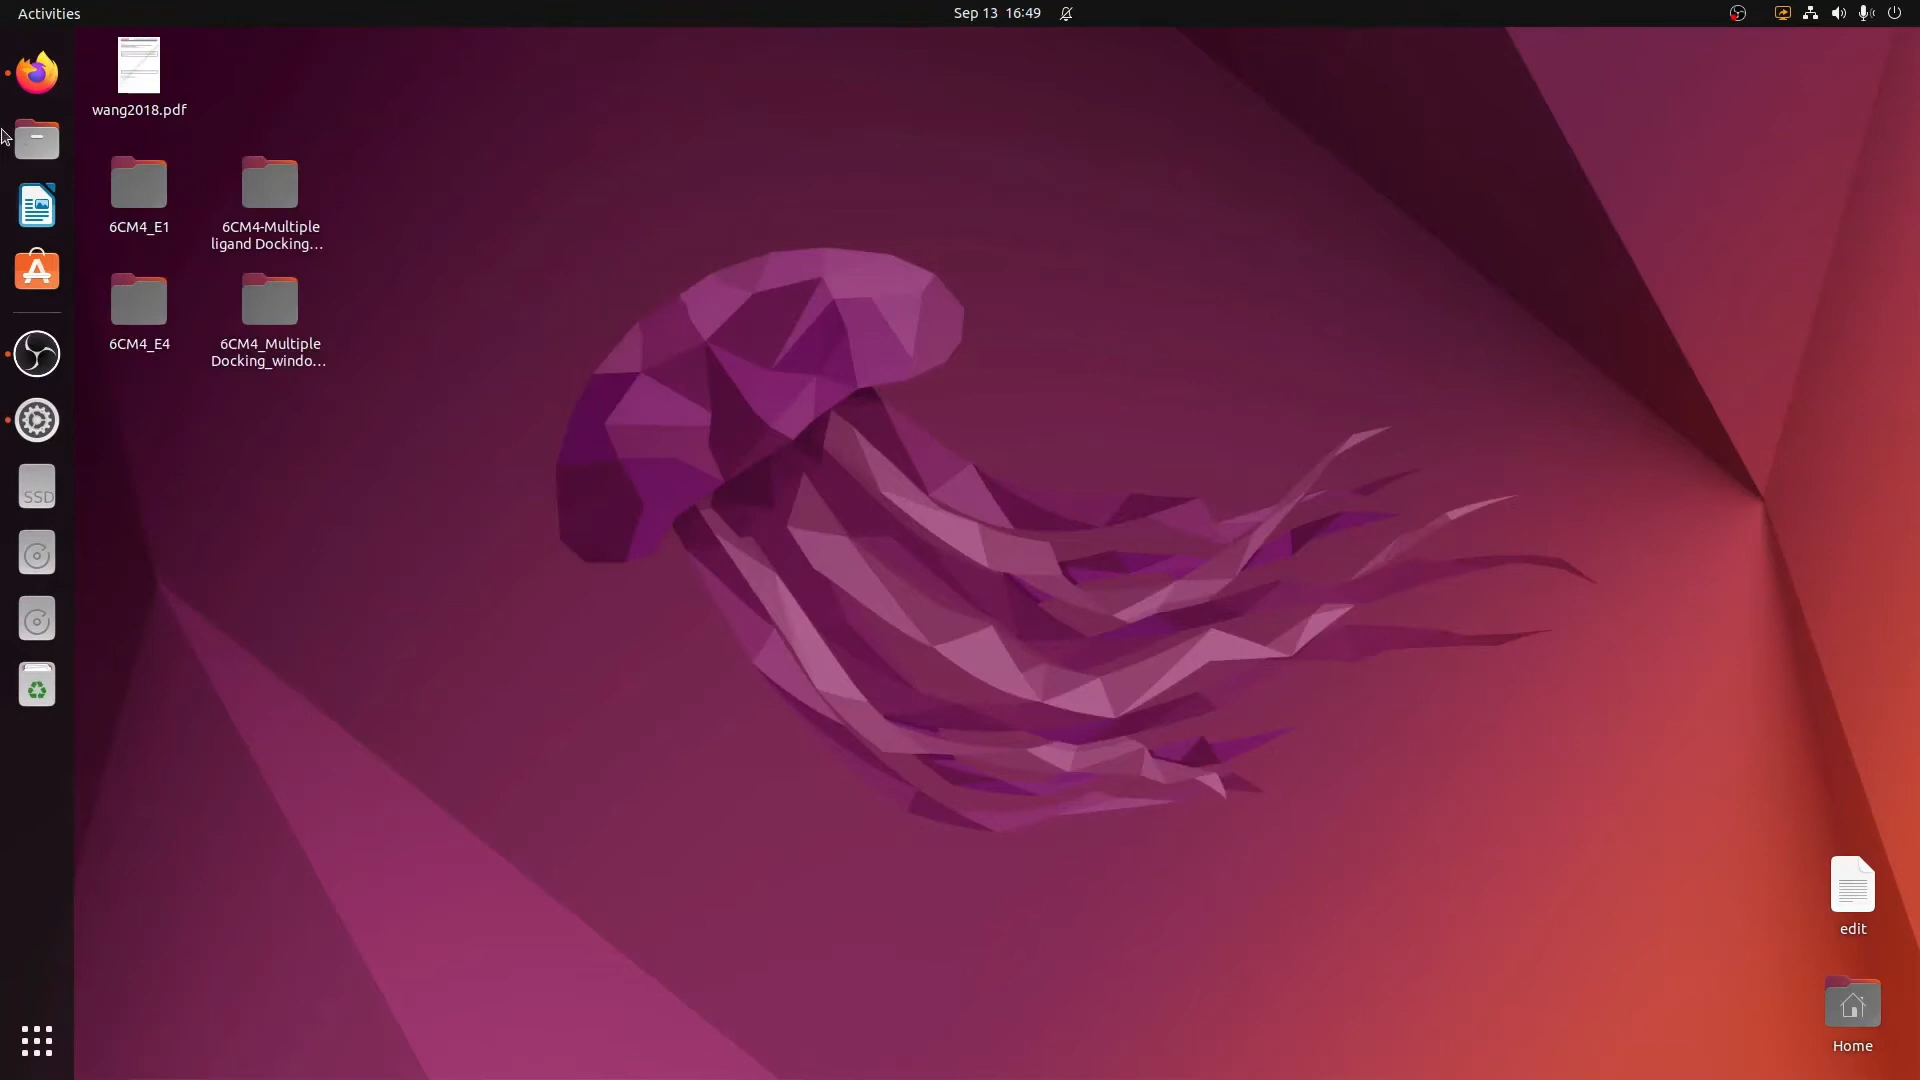 Activities
Sep 13 16:49
wang2018.pdf
6CM4_E1
6CM4-Multiple
ligand Docking...
6CM4_E4
6CM4_Multiple
Docking_windo...
SSD
edit
Home